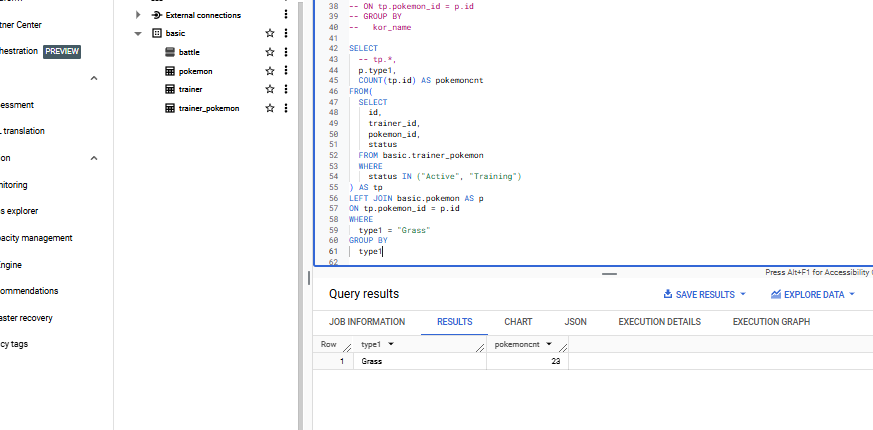 External connections
tner Center
basic
hestration PREVIEW
battle
pokemon
trainer
essment
trainer_pokemon
translation
on
nitoring
s explorer
pacity management
ngine
ommendations
aster recovery
cy tags
38 -- ON tp.pokemon_id = p.id
39 -- GROUP BY
40 -- kor_name
41
42 SELECT
43 -- tp.*,
44 p.type1,
45 COUNT(tp.id) AS pokemoncnt
46 FROM(
47 SELECT
48 id,
49 trainer_id,
50 pokemon_id,
51 status
52 FROM basic.trainer_pokemon
53 WHERE
54 status IN ("Active", "Training")
55 ) AS tp
56 LEFT JOIN basic.pokemon AS p
57 ON tp.pokemon_id = p.id
58 WHERE
59 type1 = "Grass"
60 GROUP BY
61 type1
62
Press Alt+F1 for Accessibility
Query results
SAVE RESULTS
EXPLORE DATA
JOB INFORMATION RESULTS CHART JSON EXECUTION DETAILS EXECUTION GRAPH
Row type1 pokemoncnt
1 Grass 23